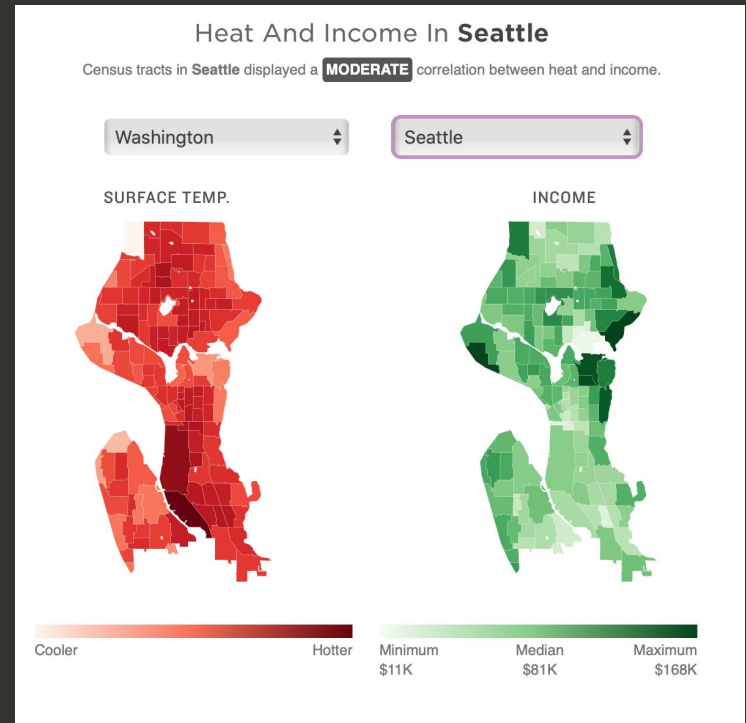 Heat And Income In Seattle
Census tracts in Seattle displayed a MODERATE correlation between heat and income.
Washington
Seattle
SURFACE TEMP.
INCOME
Cooler
Hotter
Minimum
$11K
Median
$81K
Maximum
$168K